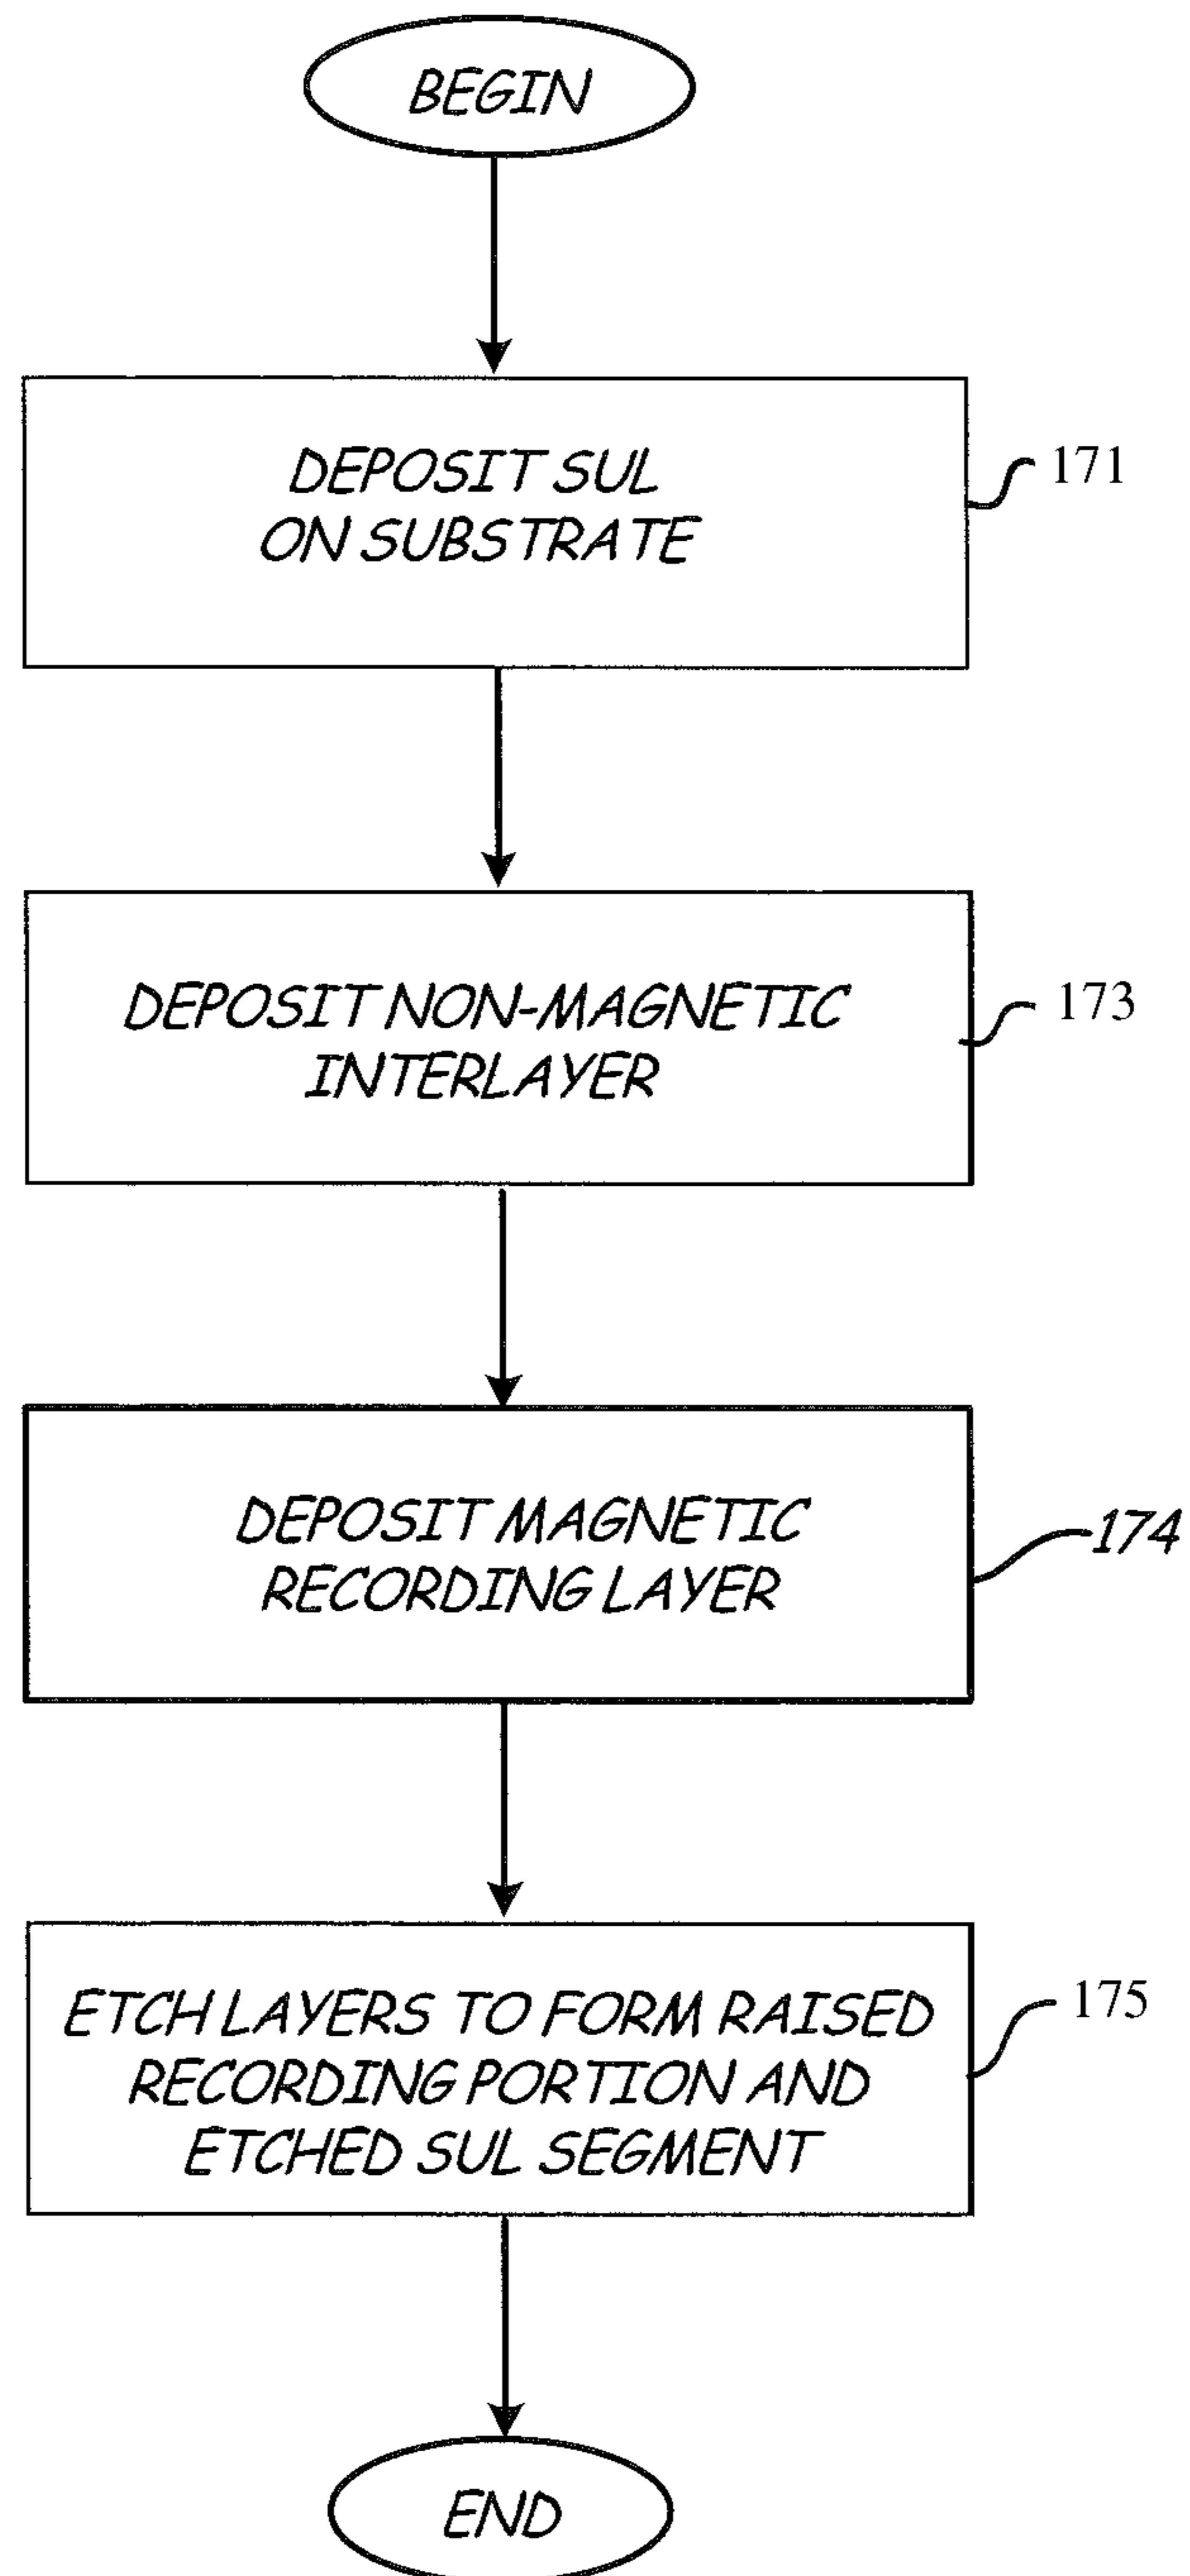 BEGIN
DEPOSIT SUL
ON SUBSTRATE
171
DEPOSIT NON-MAGNETIC
INTERLAYER
173
DEPOSIT MAGNETIC
RECORDING LAYER
174
ETCH LAYERS TO FORM RAISED
RECORDING PORTION AND
ETCHED SUL SEGMENT
175
END